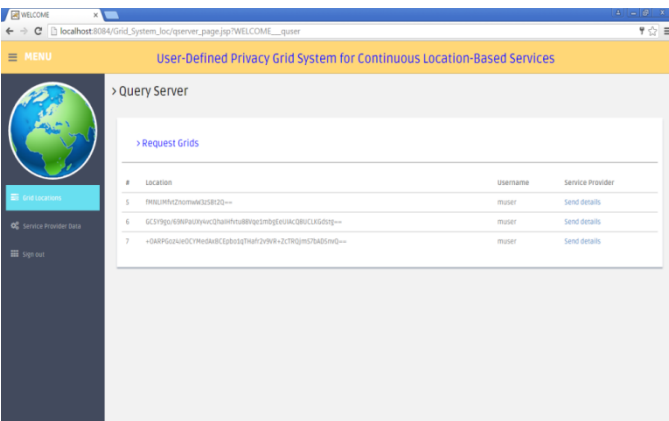 WELCOME
localhost:8084/Grid_System_loc/qserver_page.jsp?WELCOME__quser
MENU
User-Defined Privacy Grid System for Continuous Location-Based Services
> Query Server
> Request Grids
# Location Username Service Provider
5 muser Send details
6 muser Send details
7 muser Send details
Grid Locations
Service Provider Data
Sign out